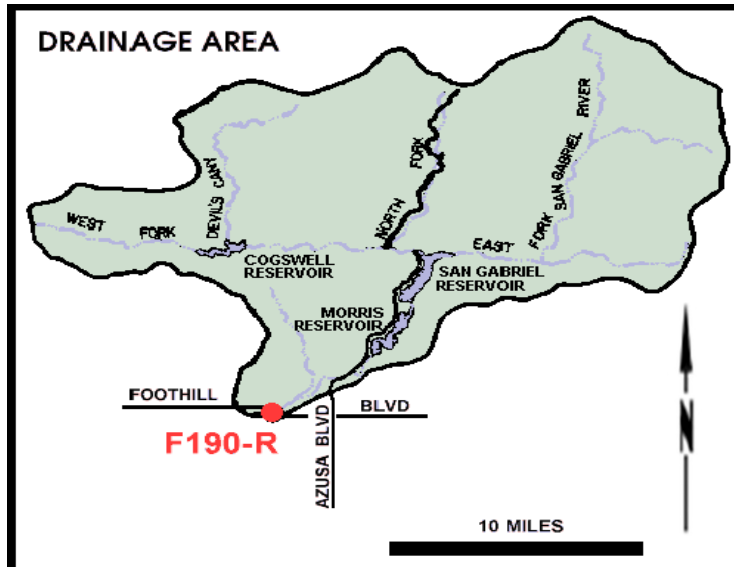 DRAINAGE AREA
RIVER
FORK SAN GABRIEL
NORTH FORK
DEVIL'S CANY
WEST FORK
EAST
COGSWELL
RESERVOIR
SAN GABRIEL
RESERVOIR
MORRIS
RESERVOIR
FOOTHILL BLVD
F190-R
AZUSA BLVD
N
10 MILES